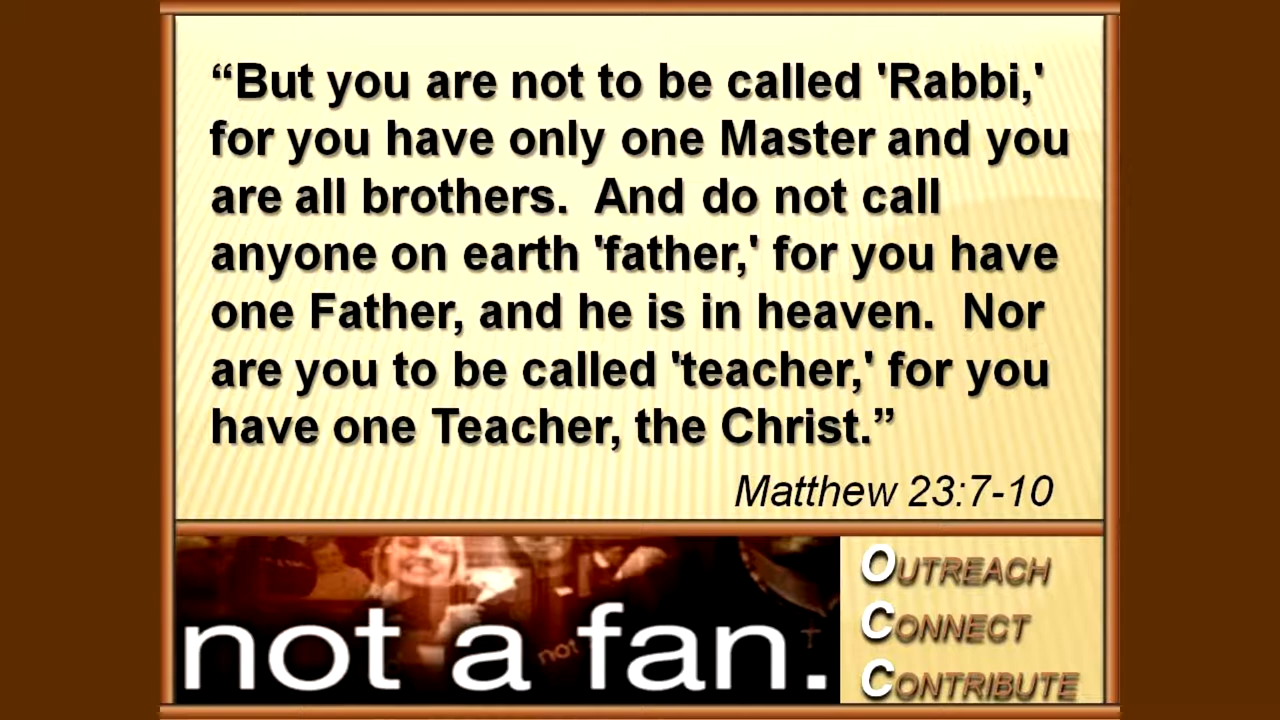 “But you are not to be called 'Rabbi,'
for you have only one Master and you
are all brothers.  And do not call
anyone on earth 'father,' for you have
one Father, and he is in heaven.  Nor
are you to be called 'teacher,' for you
have one Teacher, the Christ.”
Matthew 23:7-10
not a fan.
not
OUTREACH
CONNECT
CONTRIBUTE